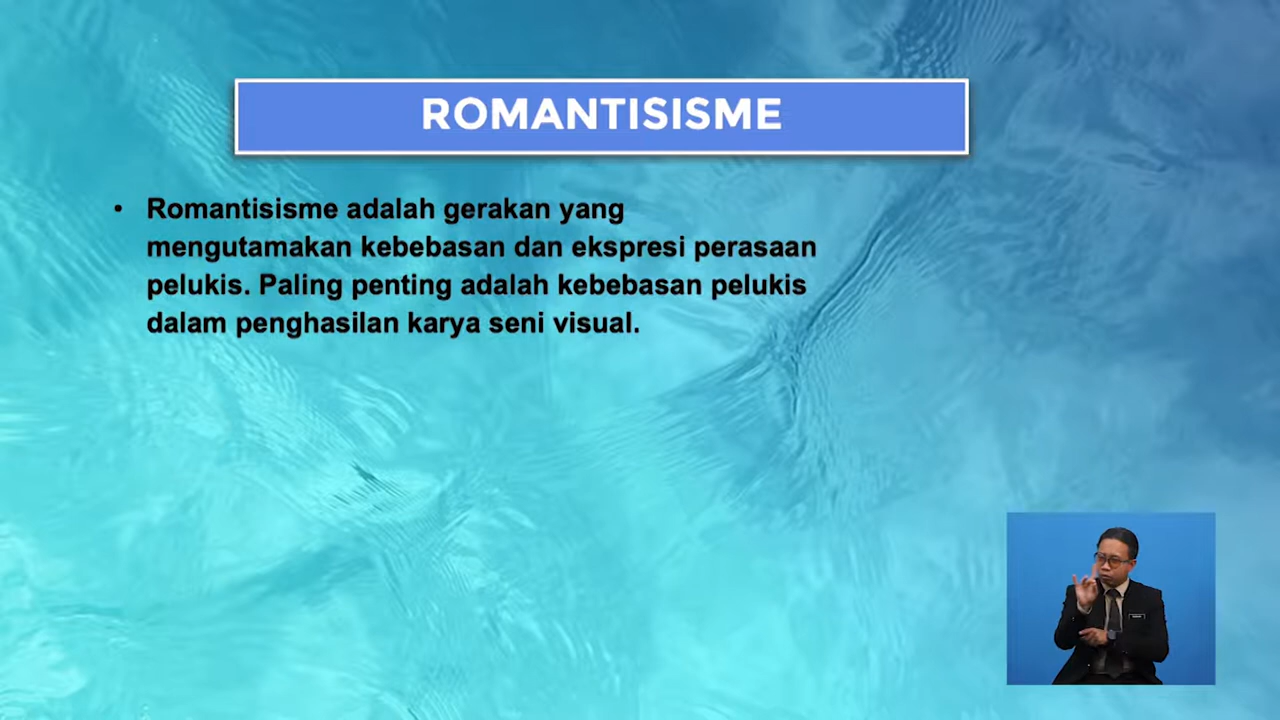 ROMANTISISME
• Romantisisme adalah gerakan yang
mengutamakan kebebasan dan ekspresi perasaan
pelukis. Paling penting adalah kebebasan pelukis
dalam penghasilan karya seni visual.